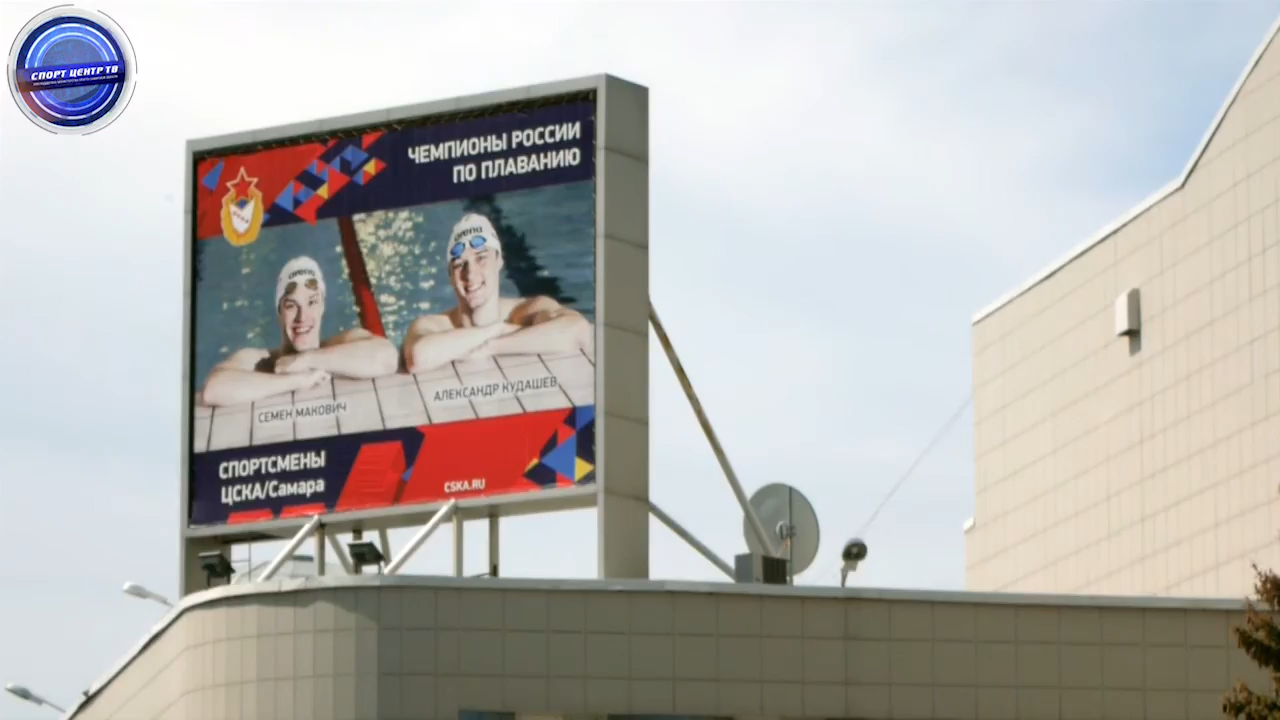 СПОРТ ЦЕНТР ТВ
ЧЕМПИОНЫ РОССИИ
ПО ПЛАВАНИЮ
arena
arena
СЕМЕН МАКОВИЧ
АЛЕКСАНДР КУДАШЕВ
СПОРТСМЕНЫ
ЦСКА/Самара
CSKA.RU